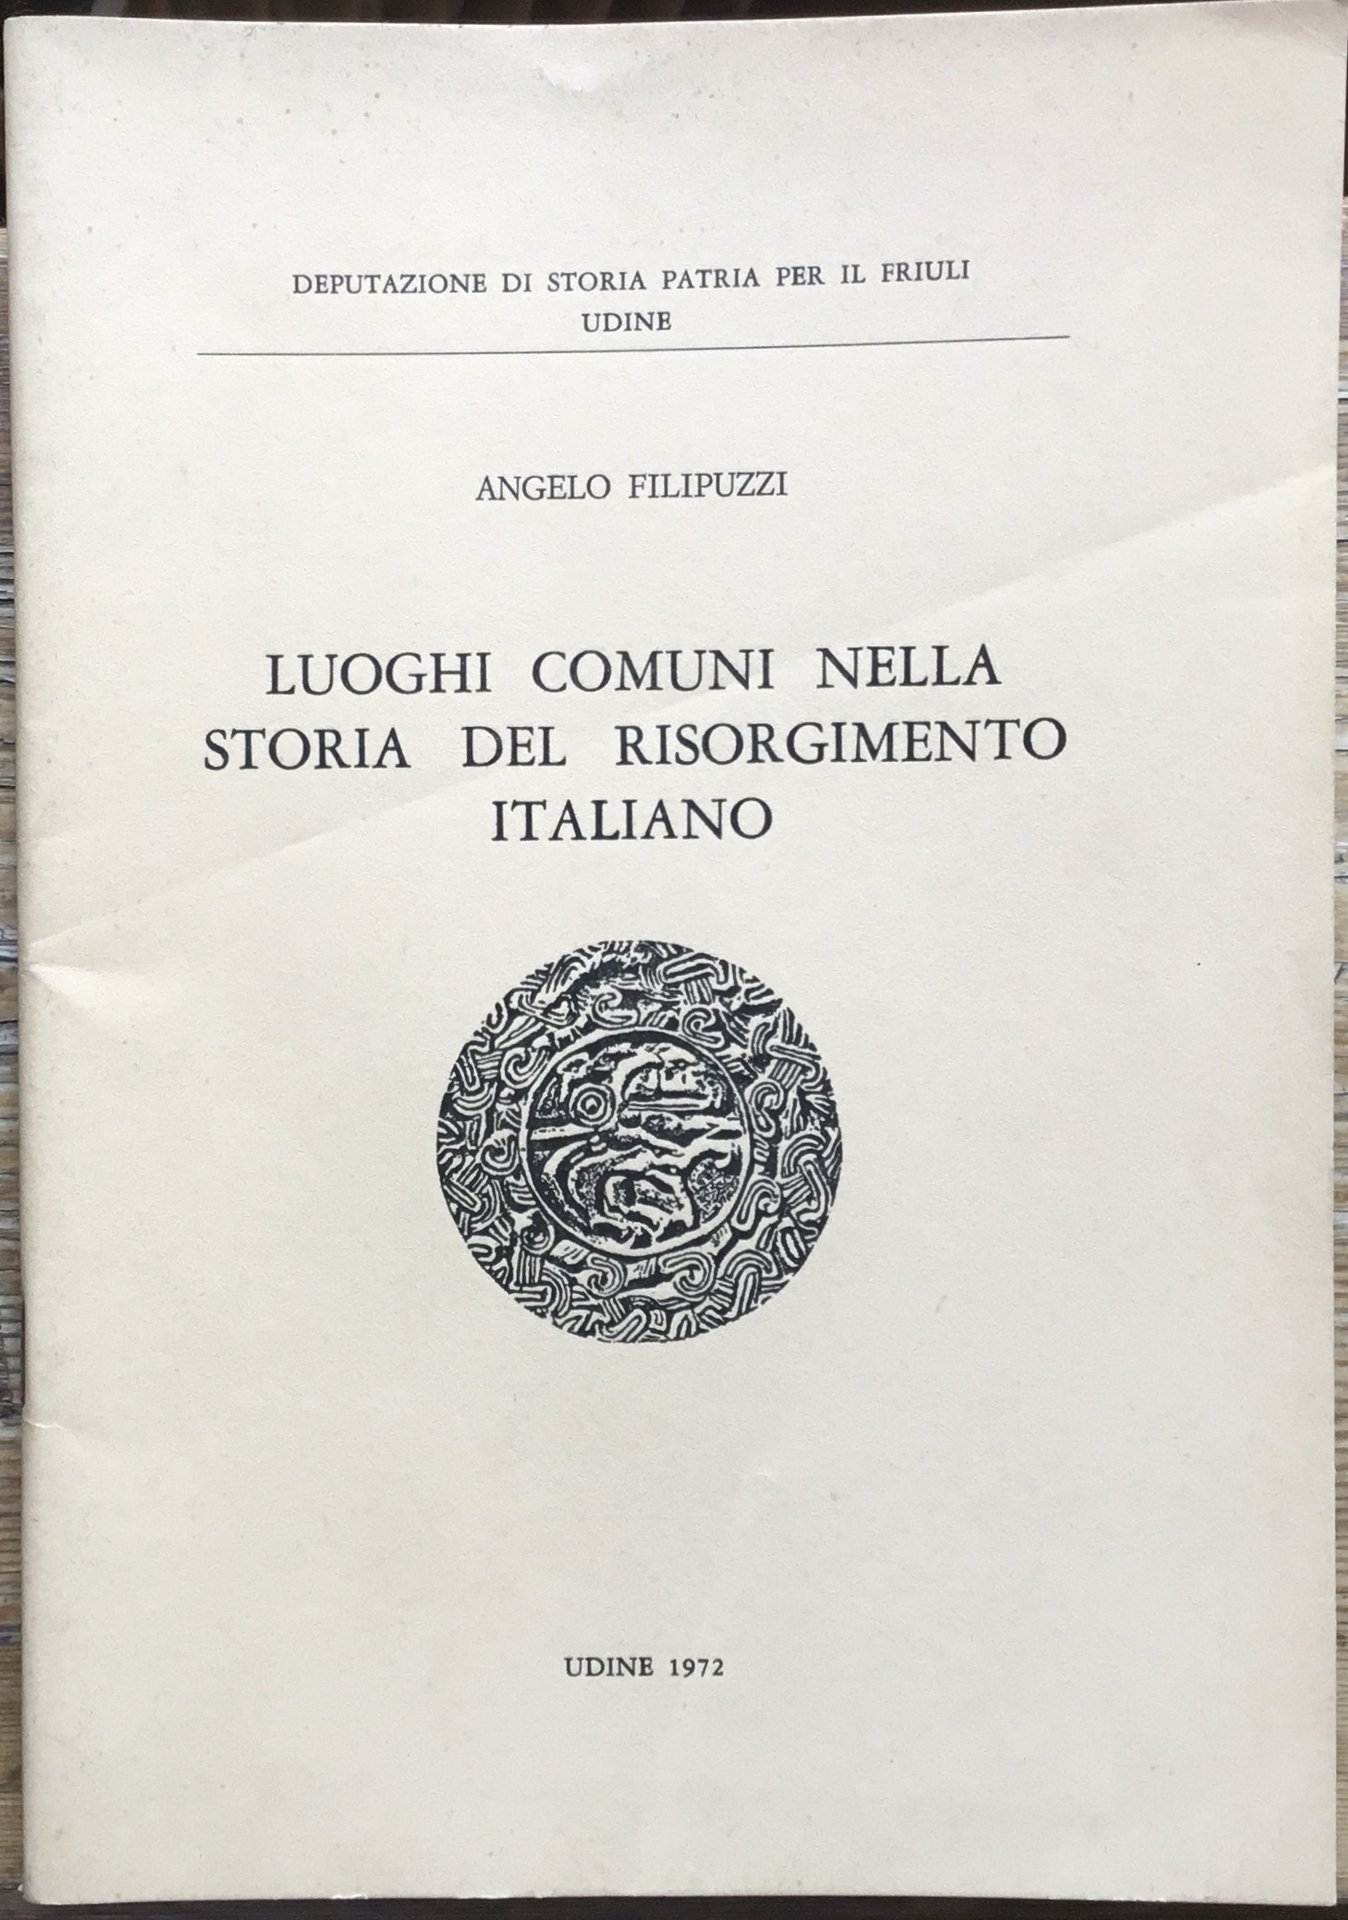 DEPUTAZIONE DI STORIA PATRIA PER IL FRIULI
UDINE
ANGELO FILIPUZZI
LUOGHI COMUNI NELLA
STORIA DEL RISORGIMENTO
ITALIANO
UDINE 1972